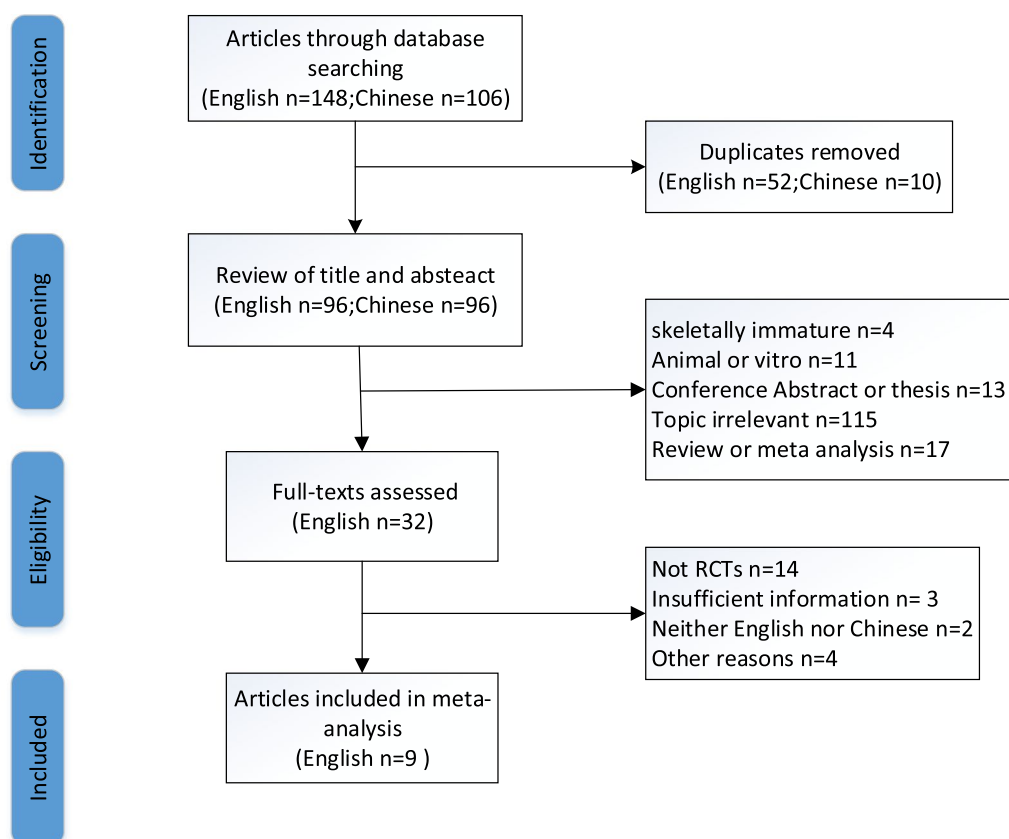 Identification
Articles through database
searching
(English n=148;Chinese n=106)
Duplicates removed
(English n=52;Chinese n=10)
Screening
Review of title and absteact
(English n=96;Chinese n=96)
skeletally immature n=4
Animal or vitro n=11
Conference Abstract or thesis n=13
Topic irrelevant n=115
Review or meta analysis n=17
Eligibility
Full-texts assessed
(English n=32)
Not RCTs n=14
Insufficient information n= 3
Neither English nor Chinese n=2
Other reasons n=4
Included
Articles included in meta-
analysis
(English n=9 )